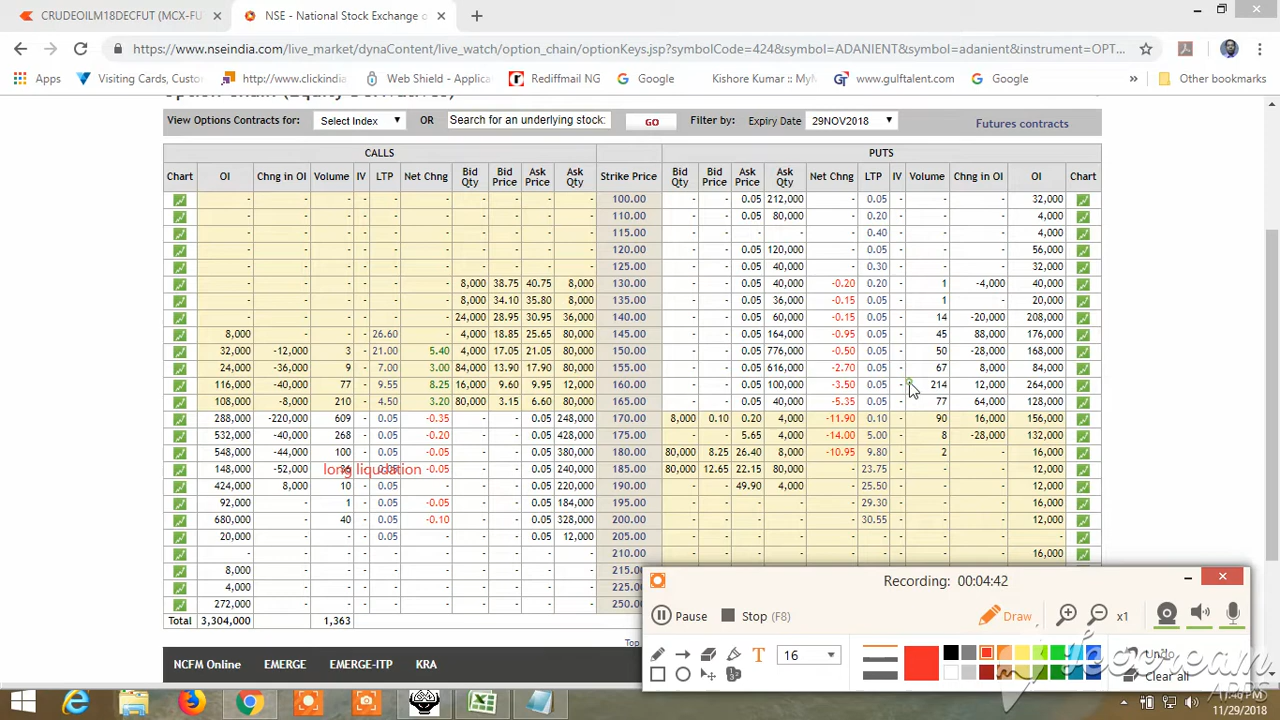 CRUDEOILM18DECFUT (MCX-FU
NSE - National Stock Exchange o
https://www.nseindia.com/live_market/dynaContent/live_watch/option_chain/optionKeys.jsp?symbolCode=424&symbol=ADANIENT&symbol=adanient&instrument=OPT...
Apps Visiting Cards, Custo http://www.clickindi Web Shield - Applica Rediffmail NG Google Kishore Kumar :: My www.gulftalent.com Google » Other bookmarks
Option Chain (Equity Derivatives)
View Options Contracts for: Select Index OR Search for an underlying stock: GO Filter by: Expiry Date 29NOV2018 Futures contracts
CALLS PUTS
Chart OI Chng in OI Volume IV LTP Net Chng Bid Qty Bid Price Ask Price Ask Qty Strike Price Bid Qty Bid Price Ask Price Ask Qty Net Chng LTP IV Volume Chng in OI OI Chart
- - - - - - - - - - 100.00 - - 0.05 212,000 - 0.05 - - - 32,000
- - - - - - - - - - 110.00 - - 0.05 80,000 - 0.20 - - - 4,000
- - - - - - - - - - 115.00 - - - - - 0.40 - - - 4,000
- - - - - - - - - - 120.00 - - 0.05 120,000 - 0.05 - - - 56,000
- - - - - - - - - - 125.00 - - 0.05 40,000 - 0.30 - - - 32,000
- - - - - - 8,000 38.75 40.75 8,000 130.00 - - 0.05 40,000 -0.20 0.20 - 1 -4,000 40,000
- - - - - - 8,000 34.10 35.80 8,000 135.00 - - 0.05 36,000 -0.15 0.05 - 1 - 20,000
- - - - - - 24,000 28.95 30.95 36,000 140.00 - - 0.05 60,000 -0.15 0.05 - 14 -20,000 208,000
8,000 - - - 26.60 - 4,000 18.85 25.65 80,000 145.00 - - 0.05 164,000 -0.95 0.05 - 45 88,000 176,000
32,000 -12,000 3 - 21.00 5.40 4,000 17.05 21.05 80,000 150.00 - - 0.05 776,000 -0.50 0.05 - 50 -28,000 168,000
24,000 -36,000 9 - 7.00 3.00 84,000 13.90 17.90 80,000 155.00 - - 0.05 616,000 -2.70 0.05 - 67 8,000 84,000
116,000 -40,000 77 - 9.55 8.25 16,000 9.60 9.95 12,000 160.00 - - 0.05 100,000 -3.50 0.05 - 214 12,000 264,000
108,000 -8,000 210 - 4.50 3.20 80,000 3.15 6.60 80,000 165.00 - - 0.05 40,000 -5.35 0.05 - 77 64,000 128,000
288,000 -220,000 609 - 0.05 -0.35 - - 0.05 248,000 170.00 8,000 0.10 0.20 4,000 -11.90 0.10 - 90 16,000 156,000
532,000 -40,000 268 - 0.05 -0.20 - - 0.05 428,000 175.00 - - 5.65 4,000 -14.00 5.00 - 8 -28,000 132,000
548,000 -44,000 100 - 0.05 -0.05 - - 0.05 380,000 180.00 80,000 8.25 26.40 8,000 -10.95 9.80 - 2 - 16,000
148,000 -52,000 long liqudation -0.05 - - 0.05 240,000 185.00 80,000 12.65 22.15 80,000 - 23.75 - - - 12,000
424,000 8,000 10 - 0.05 - - - 0.05 220,000 190.00 - - 49.90 4,000 - 25.50 - - - 12,000
92,000 - 1 - 0.05 -0.05 - - 0.05 184,000 195.00 - - - - - 29.30 - - - 16,000
680,000 - 40 - 0.05 -0.10 - - 0.05 328,000 200.00 - - - - - 30.55 - - - 12,000
20,000 - - - 0.05 - - - 0.05 12,000 205.00 - - - - - - - - - -
- - - - - - - - - - 210.00 - - - - - - - - - 16,000
8,000 - - - - - - - - - 215.00
4,000 - - - - - - - - - 225.00
272,000 - - - - - - - - - 250.00
Total 3,304,000 1,363
Top
NCFM Online EMERGE EMERGE-ITP KRA
Recording: 00:04:42
Pause Stop (F8) Draw x1
T 16 Undo
Clear all
Icecream
APPS
11/29/2018